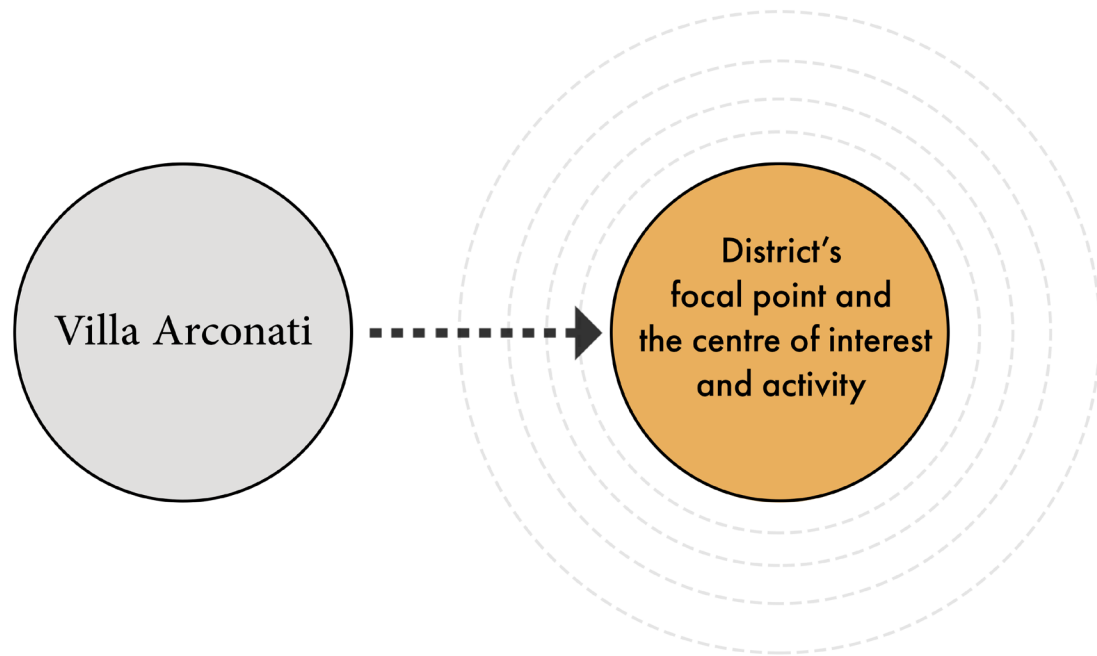 Villa Arconati
District’s
focal point and
the centre of interest
and activity